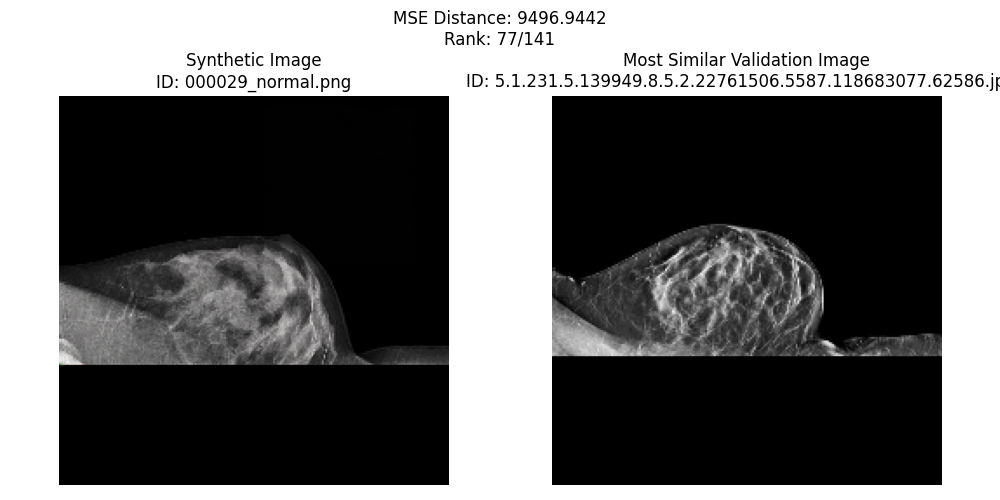 MSE Distance: 9496.9442
Rank: 77/141
Synthetic Image
ID: 000029_normal.png
Most Similar Validation Image
ID: 5.1.231.5.139949.8.5.2.22761506.5587.118683077.62586.jp